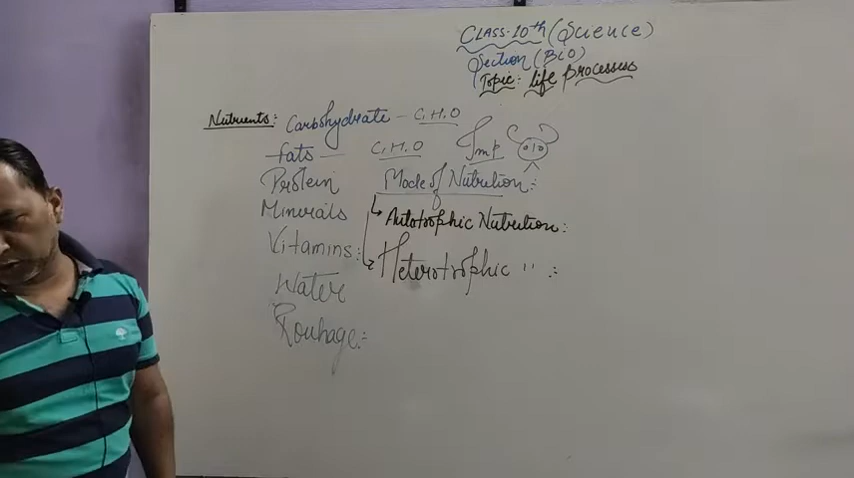 CLASS-10th (Science)
Section (BiO)
Topic: life processes
Nutrients: Carbohydrate - C.H.O
Fats - C.H.O Imp
Protein Mode of Nutrition:
Minerals Autotrophic Nutrition:
Vitamins: Heterotrophic " :
Water
Rouhage: